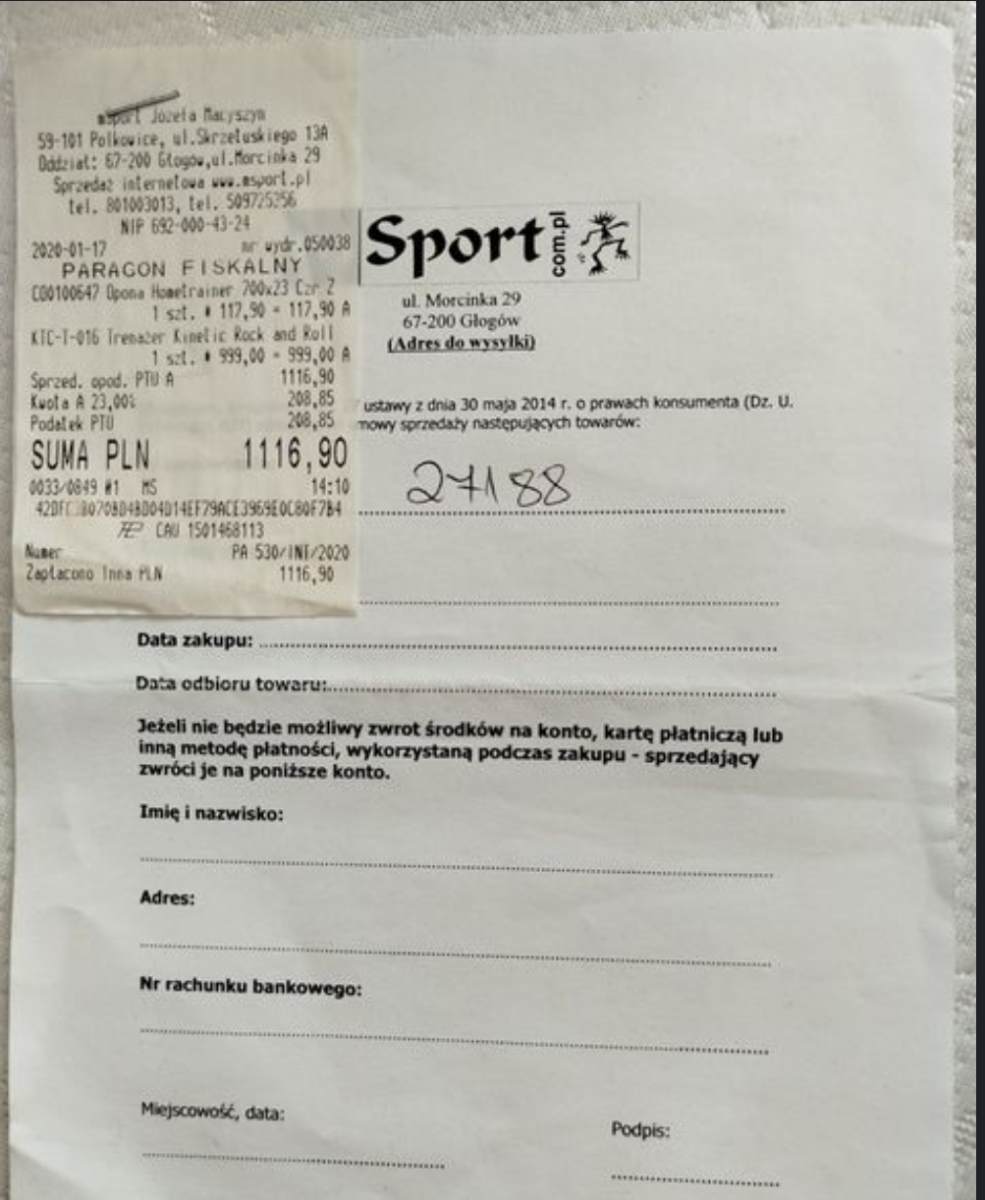 msport Józefa Macyszyn
59-101 Polkowice, ul.Skrzetuskiego 13A
Oddział: 67-200 Głogów,ul.Morcinka 29
Sprzedaż internetowa www.msport.pl
tel. 801003013, tel. 509725256
NIP 692-000-43-24
2020-01-17 nr wydr.050038
PARAGON FISKALNY
C00100647 Opona Hometrainer 700x23 Czr Z
1 szt. * 117,90 = 117,90 A
KTC-T-016 Trenażer Kinetic Rock and Roll
1 szt. * 999,00 = 999,00 A
Sprzed. opod. PTU A 1116,90
Kwota A 23,00% 208,85
Podatek PTU 208,85
SUMA PLN 1116,90
0033/0849 #1 MS 14:10
CAU 1501468113
Numer PA 530/INT/2020
Zapłacono Inna PLN 1116,90
Sport com.pl
ul. Morcinka 29
67-200 Głogów
(Adres do wysyłki)
ustawy z dnia 30 maja 2014 r. o prawach konsumenta (Dz. U.
mowy sprzedaży następujących towarów:
27188
Data zakupu:
Data odbioru towaru:
Jeżeli nie będzie możliwy zwrot środków na konto, kartę płatniczą lub
inną metodę płatności, wykorzystaną podczas zakupu - sprzedający
zwróci je na poniższe konto.
Imię i nazwisko:
Adres:
Nr rachunku bankowego:
Miejscowość, data:
Podpis: